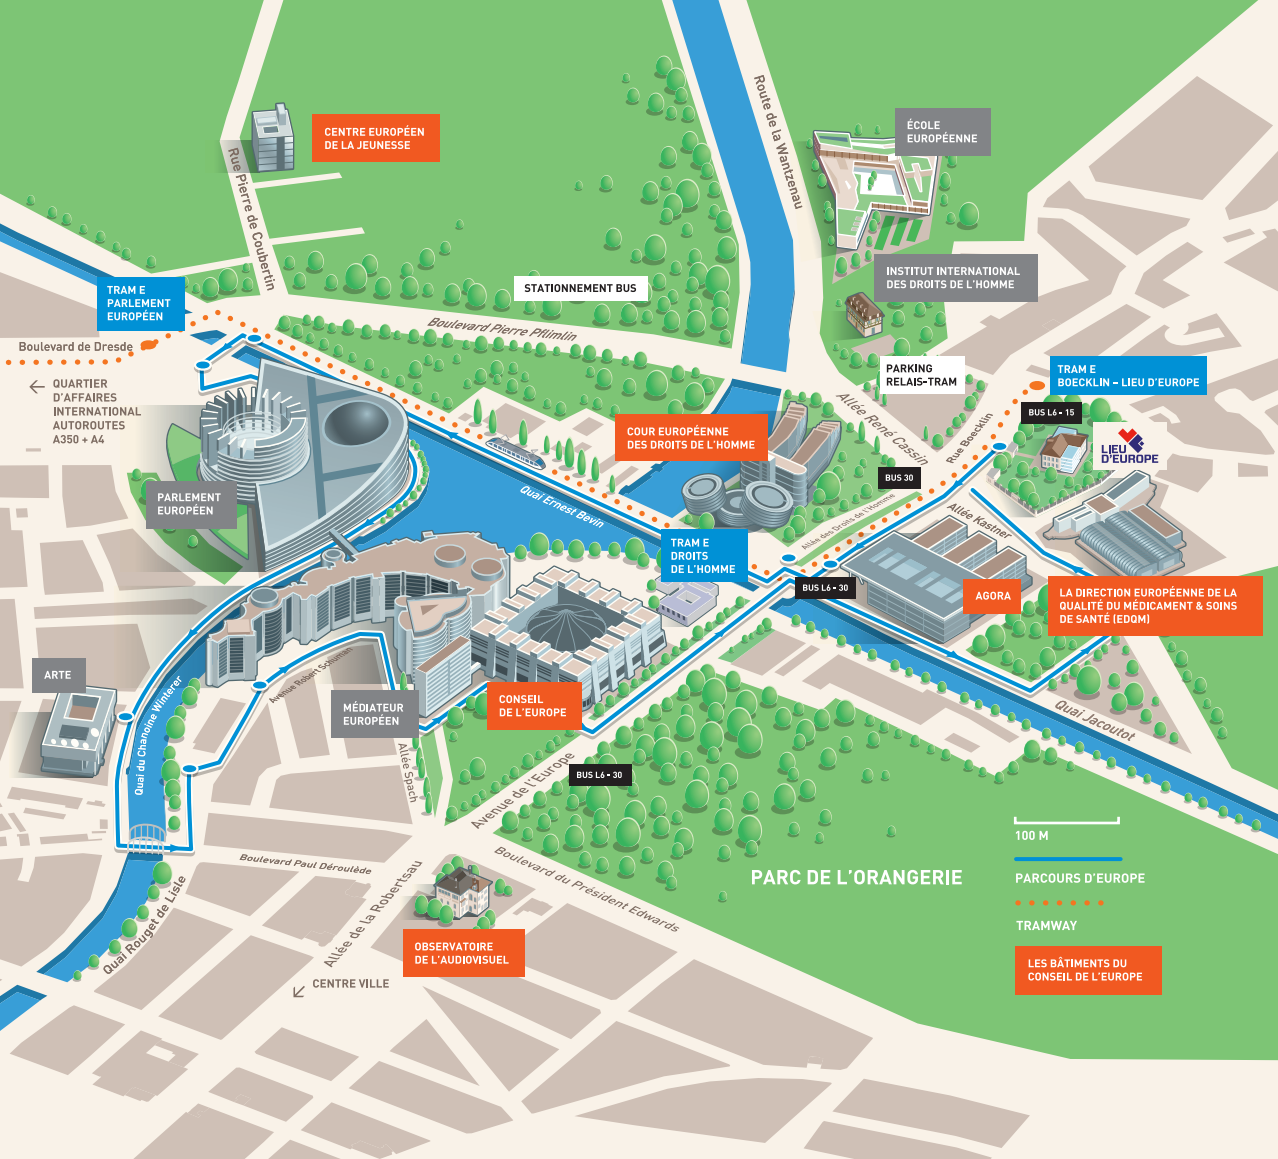 Route de la Wantzenau
CENTRE EUROPÉEN
DE LA JEUNESSE
Rue Pierre de Coubertin
ÉCOLE
EUROPÉENNE
INSTITUT INTERNATIONAL
DES DROITS DE L'HOMME
TRAM E
PARLEMENT
EUROPÉEN
STATIONNEMENT BUS
Boulevard Pierre Pflimlin
Boulevard de Dresde
QUARTIER
D'AFFAIRES
INTERNATIONAL
AUTOROUTES
A350 + A4
PARKING
RELAIS-TRAM
TRAM E
BOECKLIN – LIEU D'EUROPE
Allée René Cassin
Rue Boecklin
BUS L6 - 15
LIEU
D'EUROPE
COUR EUROPÉENNE
DES DROITS DE L'HOMME
BUS 30
PARLEMENT
EUROPÉEN
Quai Ernest Bevin
Allée des Droits de l'Homme
Allée Kastner
TRAM E
DROITS
DE L'HOMME
BUS L6 - 30
AGORA
LA DIRECTION EUROPÉENNE DE LA
QUALITÉ DU MÉDICAMENT & SOINS
DE SANTÉ (EDQM)
ARTE
Quai du Chanoine Winterer
Avenue Robert Schuman
MÉDIATEUR
EUROPÉEN
CONSEIL
DE L'EUROPE
Quai Jacoutot
Allée Spach
Avenue de l'Europe
BUS L6 - 30
100 M
Boulevard Paul Déroulède
Boulevard du Président Edwards
PARC DE L'ORANGERIE
PARCOURS D'EUROPE
TRAMWAY
Quai Rouget de Lisle
Allée de la Robertsau
OBSERVATOIRE
DE L'AUDIOVISUEL
LES BÂTIMENTS DU
CONSEIL DE L'EUROPE
CENTRE VILLE